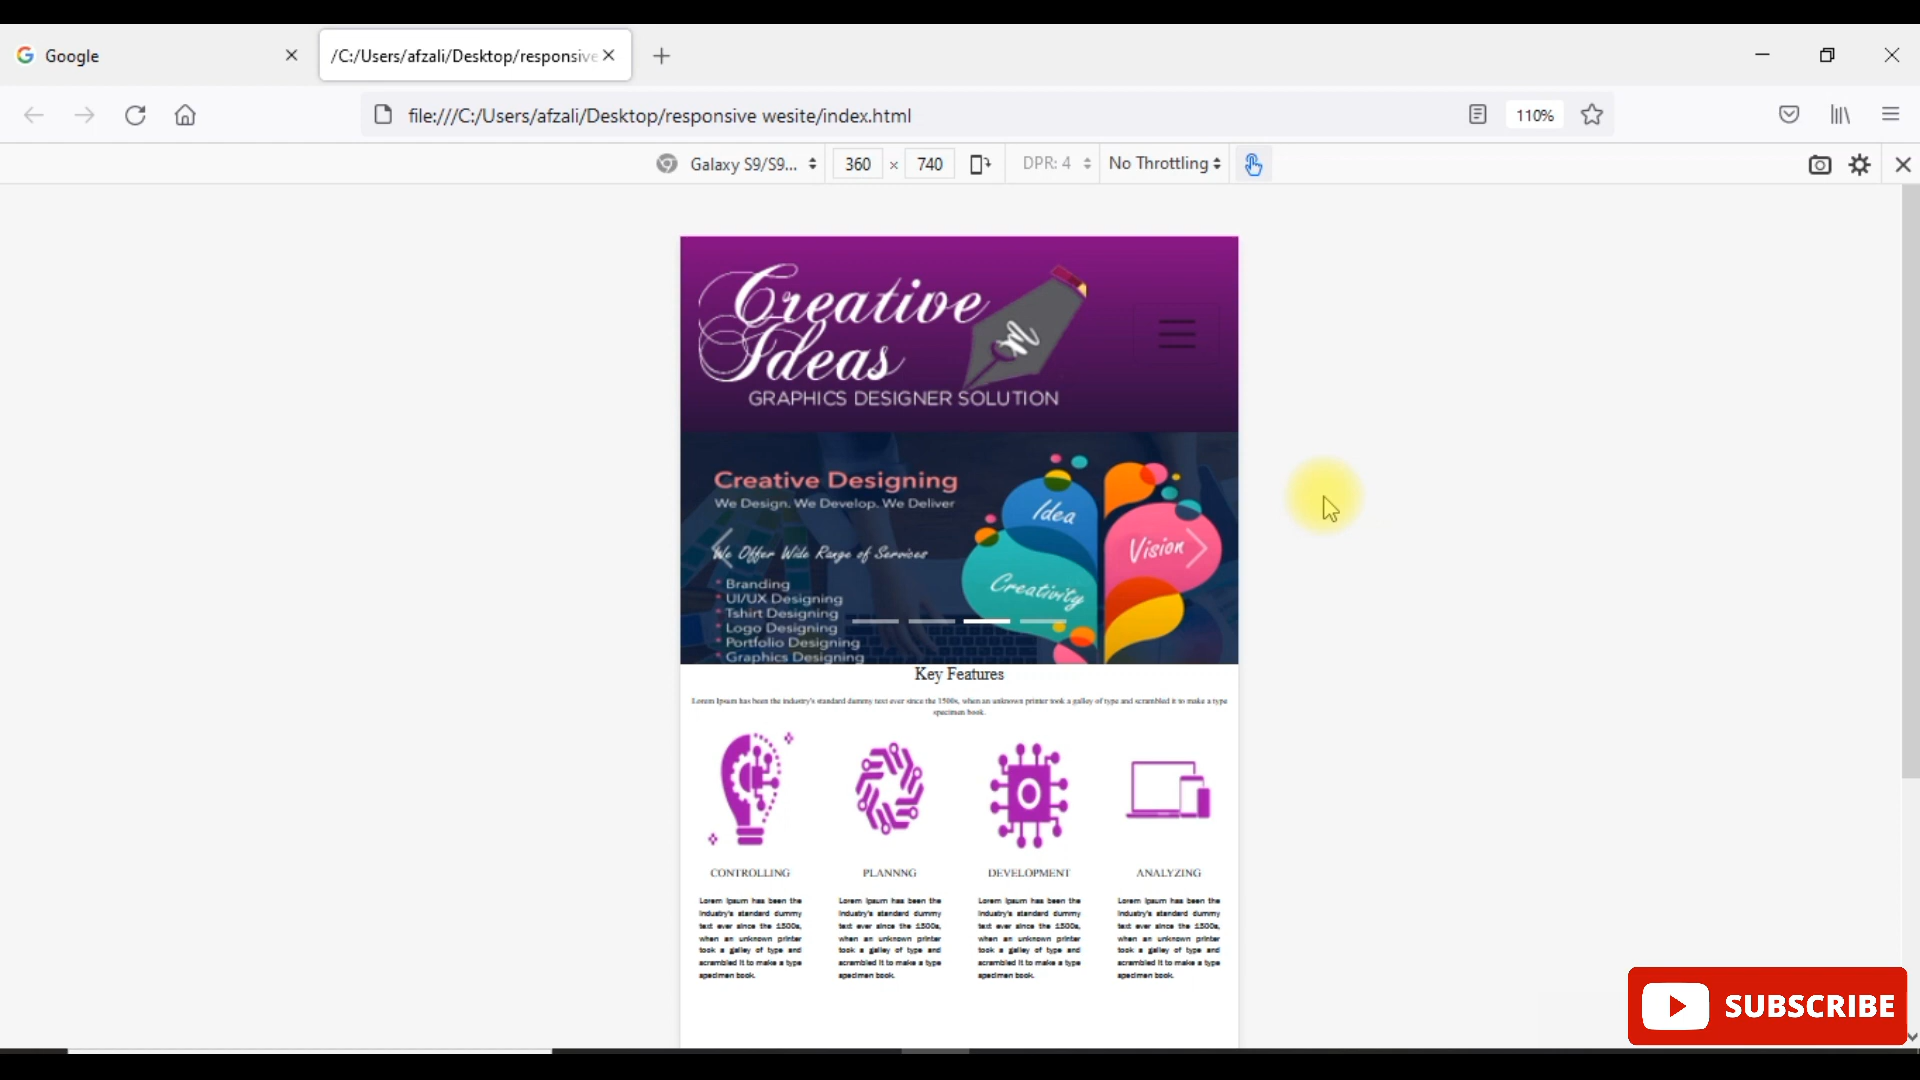 Google
/C:/Users/afzali/Desktop/responsive
file:///C:/Users/afzali/Desktop/responsive wesite/index.html
110%
Galaxy S9/S9...
360 × 740
DPR: 4
No Throttling
Creative
Ideas
GRAPHICS DESIGNER SOLUTION
Creative Designing
We Design. We Develop. We Deliver
We Offer Wide Range of Services
* Branding
* UI/UX Designing
* Tshirt Designing
* Logo Designing
* Portfolio Designing
* Graphics Designing
Idea
Vision
Creativity
Key Features
Lorem Ipsum has been the industry's standard dummy text ever since the 1500s, when an unknown printer took a galley of type and scrambled it to make a type
specimen book.
CONTROLLING
Lorem Ipsum has been the
industry's standard dummy
text ever since the 1500s,
when an unknown printer
took a galley of type and
scrambled it to make a type
specimen book.
PLANNNG
Lorem Ipsum has been the
industry's standard dummy
text ever since the 1500s,
when an unknown printer
took a galley of type and
scrambled it to make a type
specimen book.
DEVELOPMENT
Lorem Ipsum has been the
industry's standard dummy
text ever since the 1500s,
when an unknown printer
took a galley of type and
scrambled it to make a type
specimen book.
ANALYZING
Lorem Ipsum has been the
industry's standard dummy
text ever since the 1500s,
when an unknown printer
took a galley of type and
scrambled it to make a type
specimen book.
SUBSCRIBE